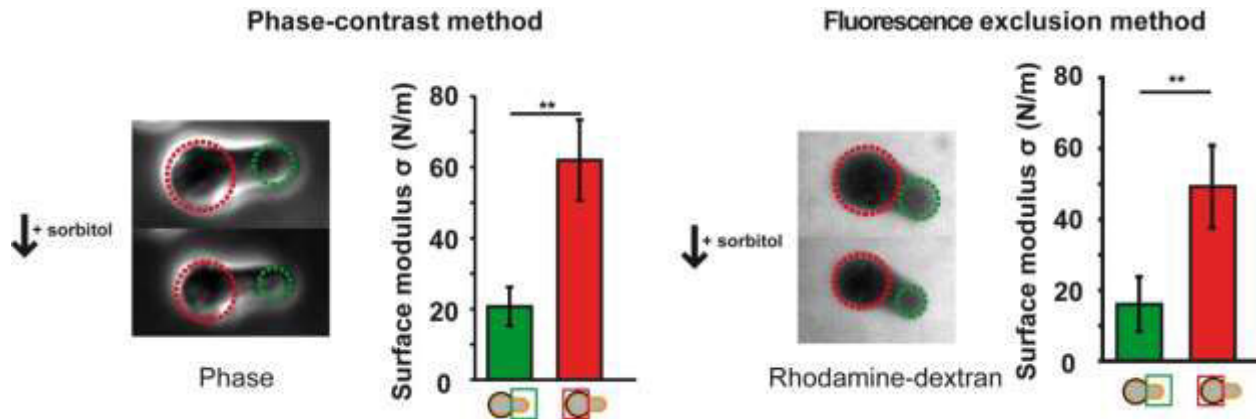 Phase-contrast method
+ sorbitol
Phase
Surface modulus σ (N/m)
80
60
40
20
0
**
Fluorescence exclusion method
+ sorbitol
Rhodamine-dextran
Surface modulus σ (N/m)
80
60
40
20
0
**